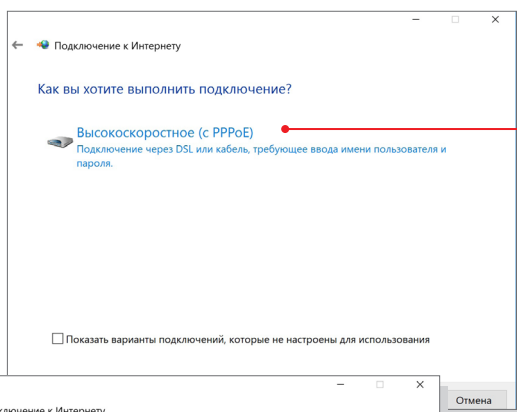 Подключение к Интернету
Как вы хотите выполнить подключение?
Высокоскоростное (с PPPoE)
Подключение через DSL или кабель, требующее ввода имени пользователя и
пароля.
Показать варианты подключений, которые не настроены для использования
Отмена
к Интернету